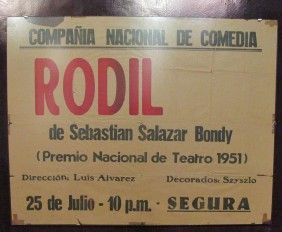 COMPAÑIA NACIONAL DE COMEDIA
RODIL
de Sebastian Salazar Bondy
(Premio Nacional de Teatro 1951)
Dirección: Luis Alvarez Decorados: Szyszlo
25 de Julio - 10 p.m. - SEGURA